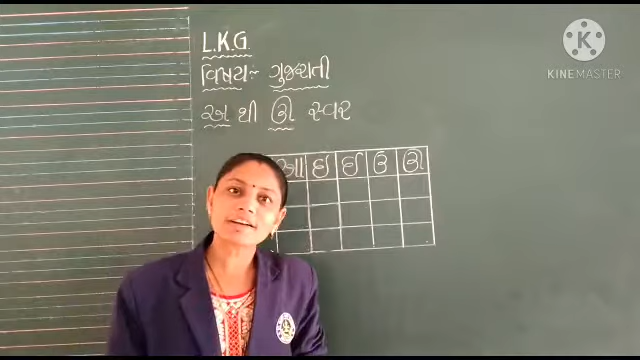 L.K.G.
વિષય:- ગુજરાતી
અ થી ઊ સ્વર
આ ઇ ઈ ઉ ઊ
K
KINEMASTER